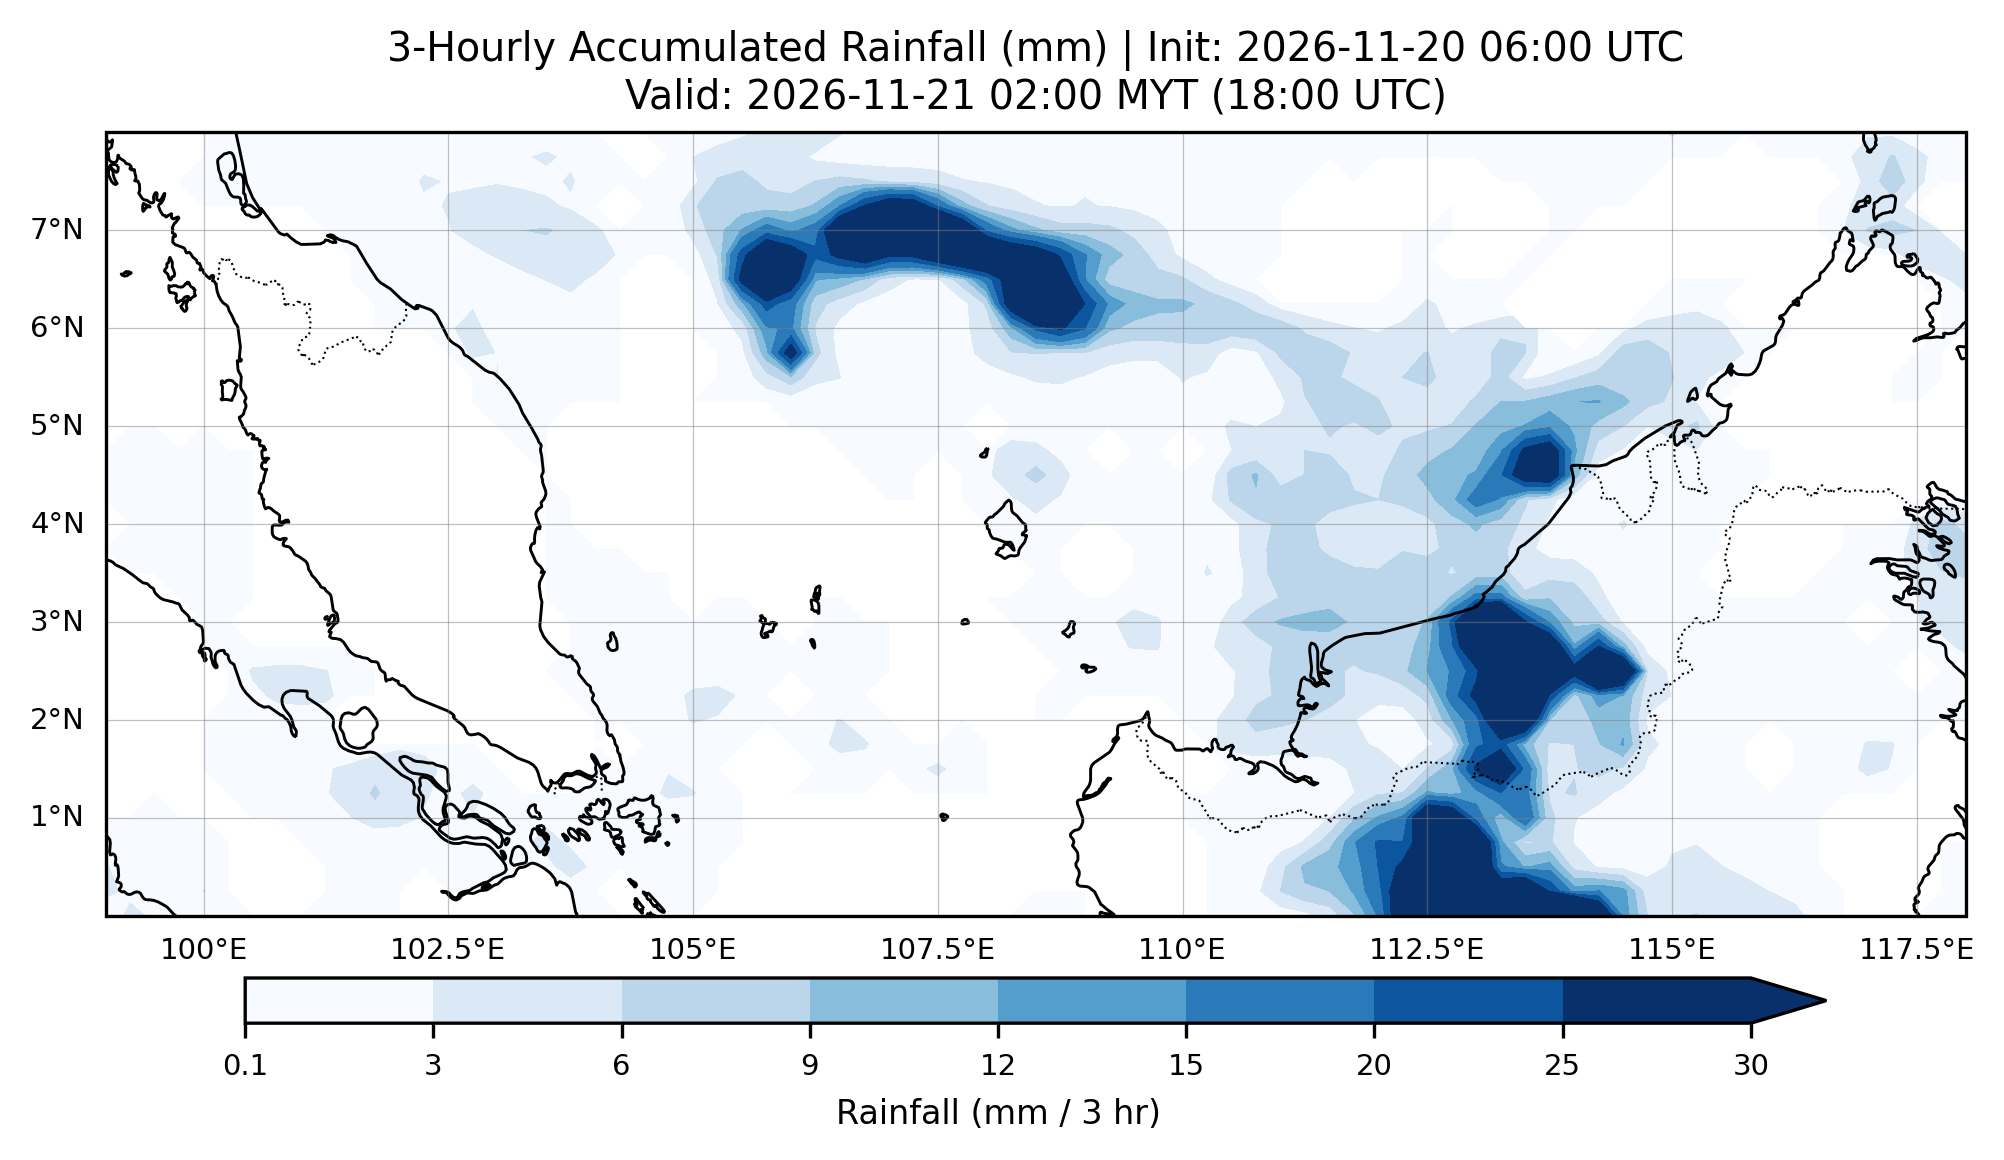 3-Hourly Accumulated Rainfall (mm) | Init: 2026-11-20 06:00 UTC
Valid: 2026-11-21 02:00 MYT (18:00 UTC)
7°N
6°N
5°N
4°N
3°N
2°N
1°N
100°E 102.5°E 105°E 107.5°E 110°E 112.5°E 115°E 117.5°E
0.1 3 6 9 12 15 20 25 30
Rainfall (mm / 3 hr)